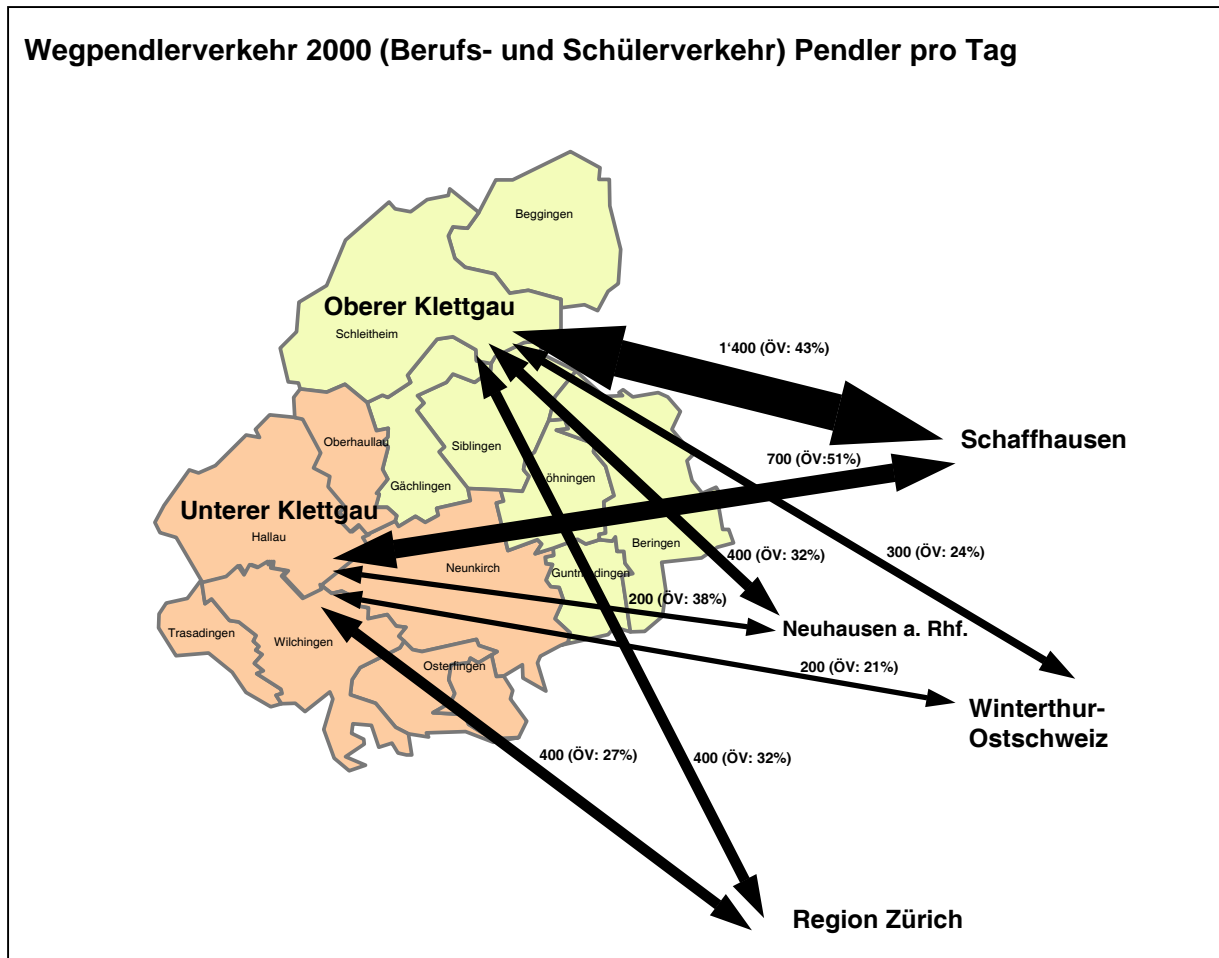 Wegpendlerverkehr 2000 (Berufs- und Schülerverkehr) Pendler pro Tag
Beggingen
Oberer Klettgau
Schleitheim
1‘400 (ÖV: 43%)
Schaffhausen
Oberhaullau
Siblingen
700 (ÖV:51%)
Gächlingen
öhningen
Unterer Klettgau
Hallau
Beringen
400 (ÖV: 32%)
300 (ÖV: 24%)
Neunkirch
200 (ÖV: 38%)
Trasadingen
Wilchingen
Neuhausen a. Rhf.
Osterfingen
200 (ÖV: 21%)
Winterthur-
Ostschweiz
400 (ÖV: 27%)
400 (ÖV: 32%)
Region Zürich